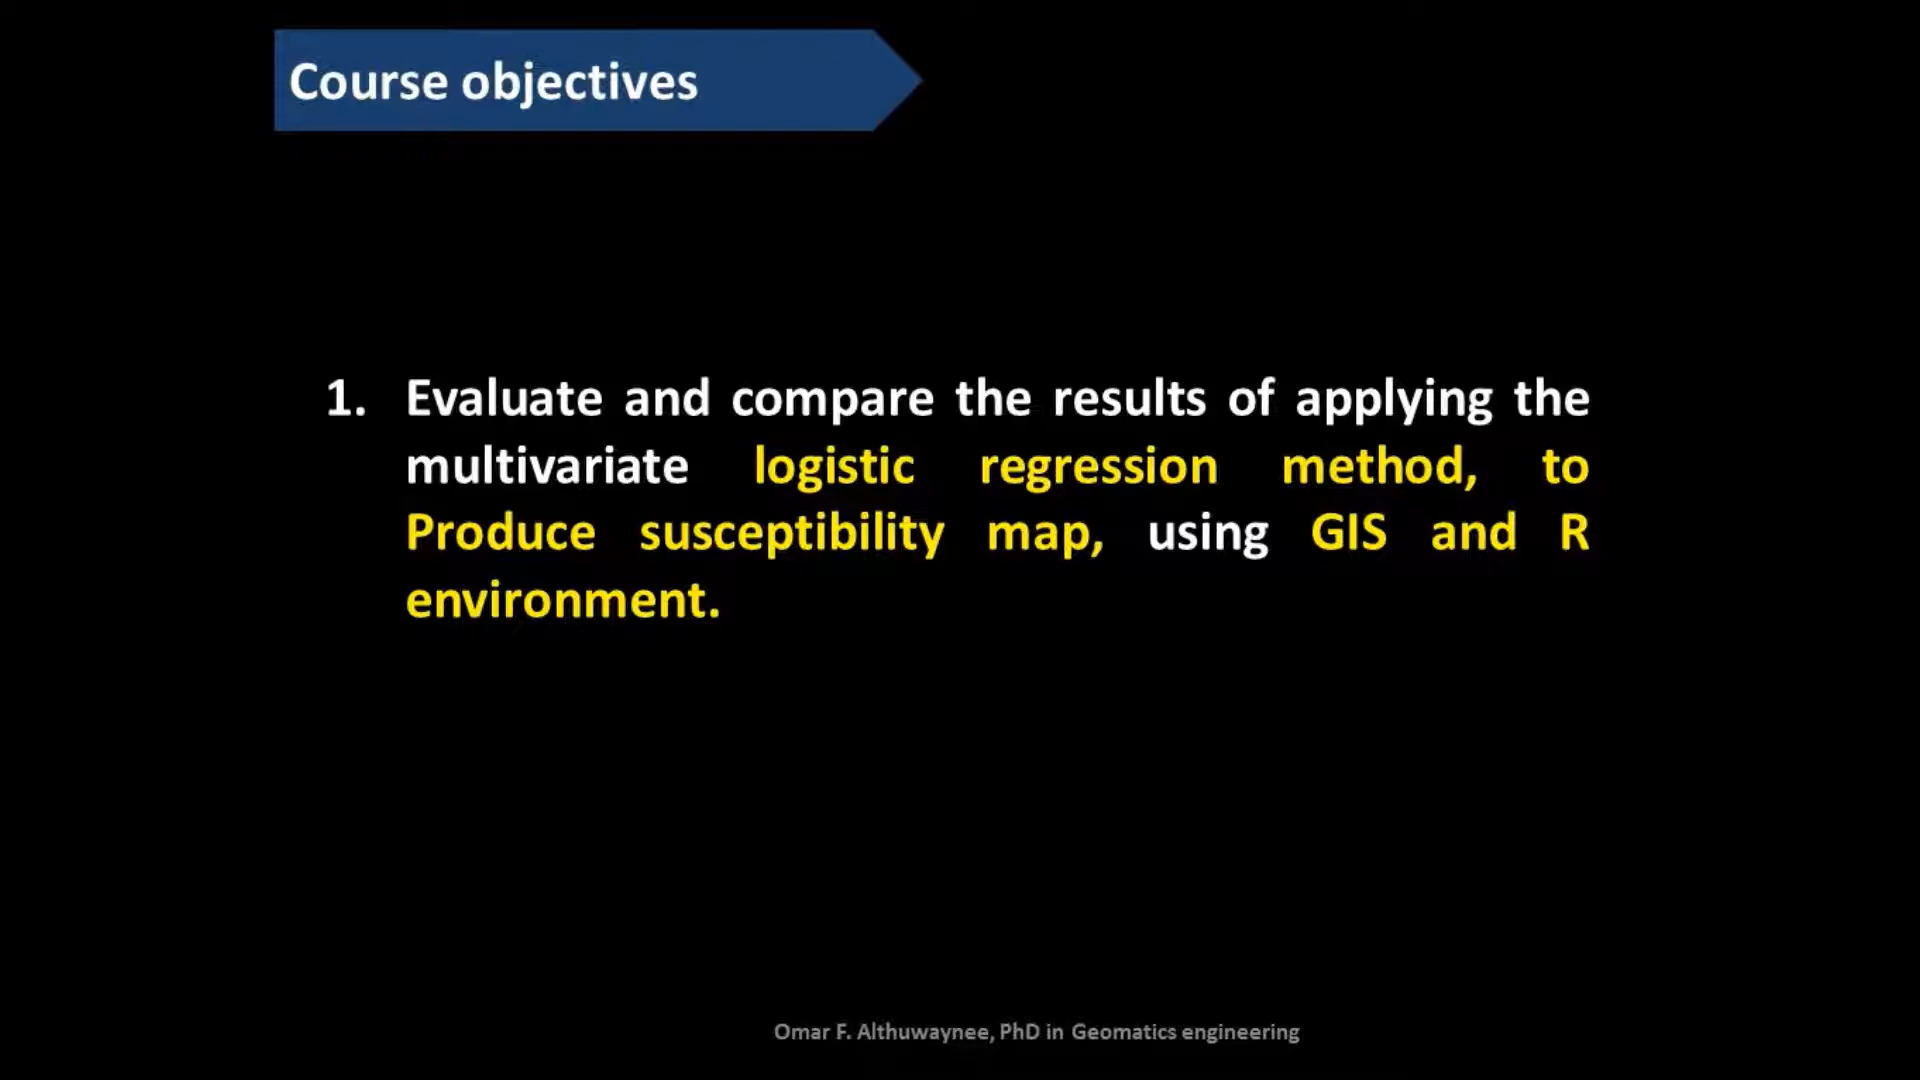 Course objectives
1. Evaluate and compare the results of applying the
multivariate logistic regression method, to
Produce susceptibility map, using GIS and R
environment.
Omar F. Althuwaynee, PhD in Geomatics engineering